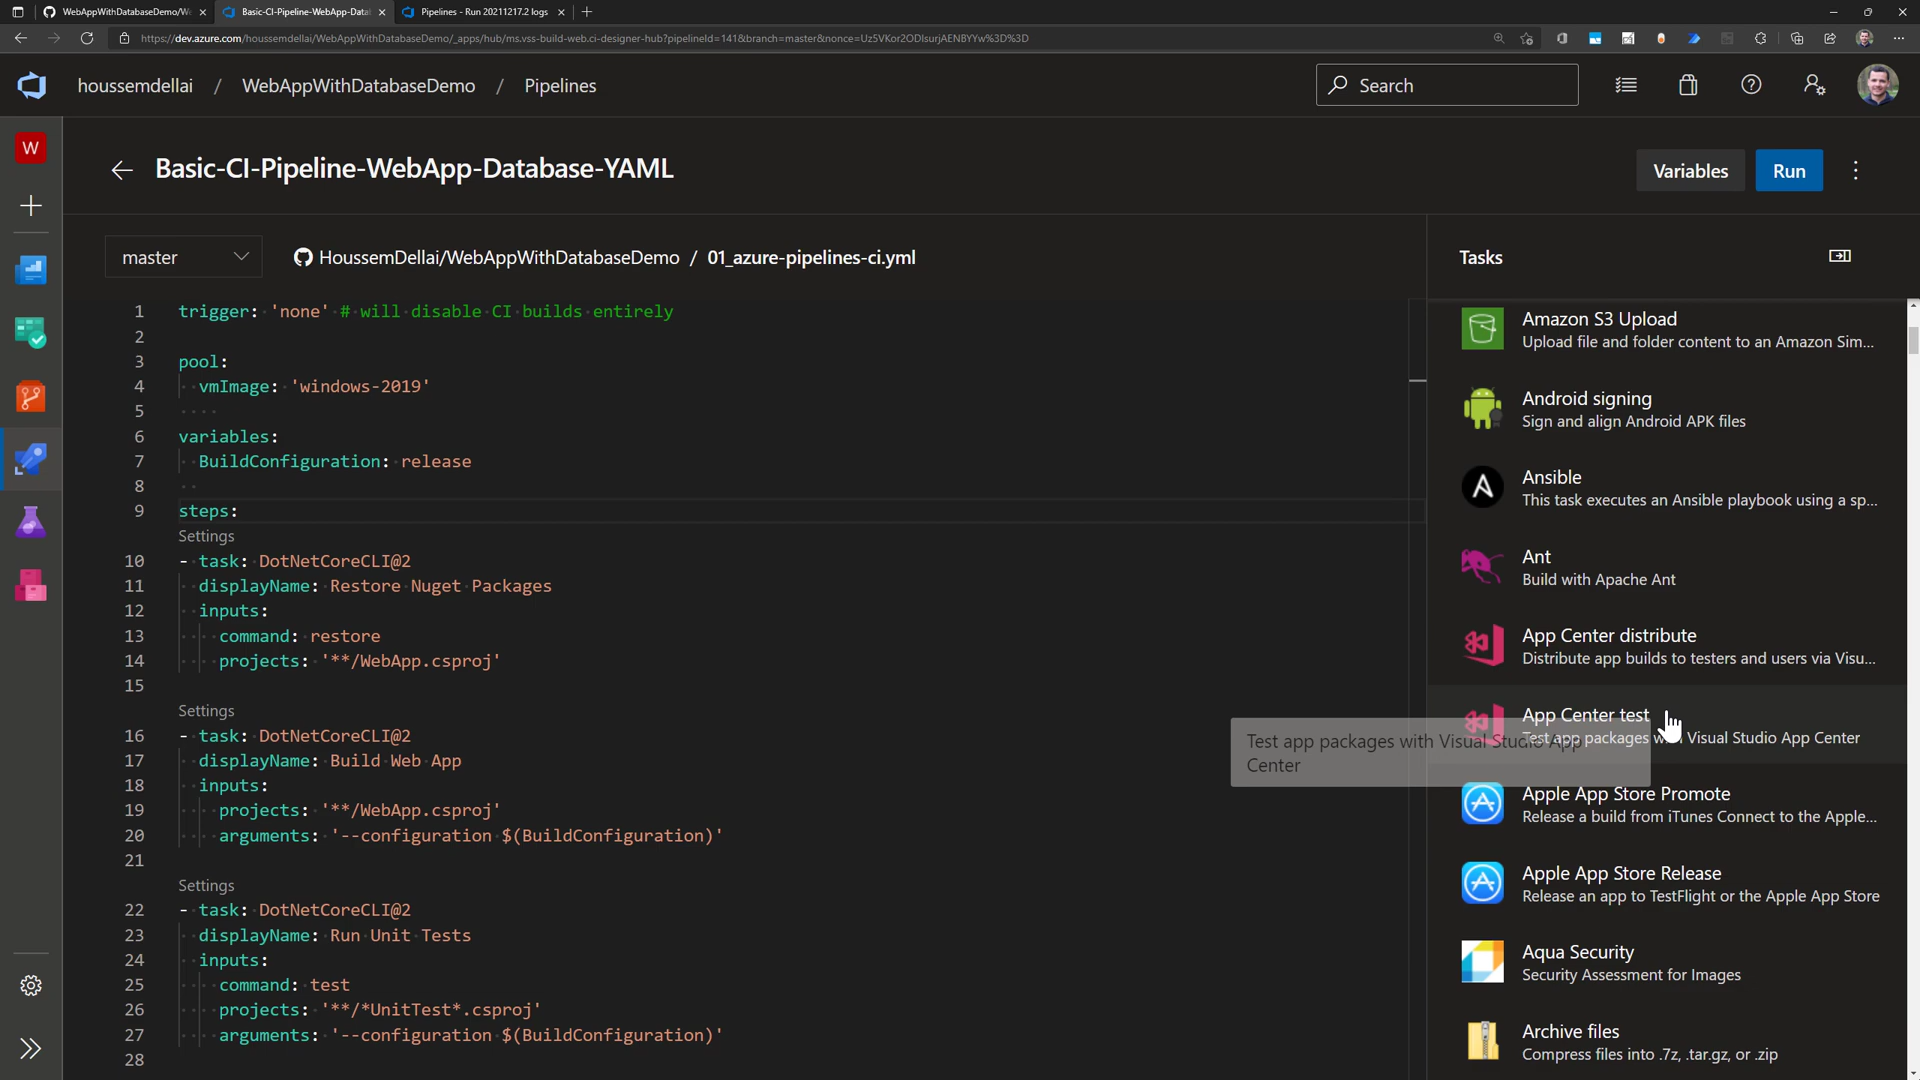 WebAppWithDatabaseDemo/W
Basic-CI-Pipeline-WebApp-Data
Pipelines - Run 20211217.2 logs
https://dev.azure.com/houssemdellai/WebAppWithDatabaseDemo/_apps/hub/ms.vss-build-web.ci-designer-hub?pipelineId=141&branch=master&nonce=Uz5VKor2ODlsurjAENBYYw%3D%3D
houssemdellai / WebAppWithDatabaseDemo / Pipelines
Search
W
Basic-CI-Pipeline-WebApp-Database-YAML
Variables
Run
master
HoussemDellai/WebAppWithDatabaseDemo / 01_azure-pipelines-ci.yml
1 trigger: 'none' # will disable CI builds entirely
2
3 pool:
4 vmImage: 'windows-2019'
5
6 variables:
7 BuildConfiguration: release
8
9 steps:
Settings
10 - task: DotNetCoreCLI@2
11 displayName: Restore Nuget Packages
12 inputs:
13 command: restore
14 projects: '**/WebApp.csproj'
15
Settings
16 - task: DotNetCoreCLI@2
17 displayName: Build Web App
18 inputs:
19 projects: '**/WebApp.csproj'
20 arguments: '--configuration $(BuildConfiguration)'
21
Settings
22 - task: DotNetCoreCLI@2
23 displayName: Run Unit Tests
24 inputs:
25 command: test
26 projects: '**/*UnitTest*.csproj'
27 arguments: '--configuration $(BuildConfiguration)'
28
Tasks
Amazon S3 Upload
Upload file and folder content to an Amazon Sim...
Android signing
Sign and align Android APK files
Ansible
This task executes an Ansible playbook using a sp...
Ant
Build with Apache Ant
App Center distribute
Distribute app builds to testers and users via Visu...
App Center test
Test app packages with Visual Studio App Center
Test app packages with Visual Studio App
Center
Apple App Store Promote
Release a build from iTunes Connect to the Apple...
Apple App Store Release
Release an app to TestFlight or the Apple App Store
Aqua Security
Security Assessment for Images
Archive files
Compress files into .7z, .tar.gz, or .zip